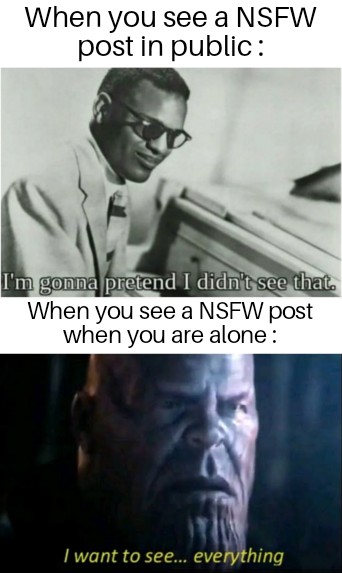 When you see a NSFW
post in public :
I'm gonna pretend I didn't see that.
When you see a NSFW post
when you are alone :
I want to see... everything